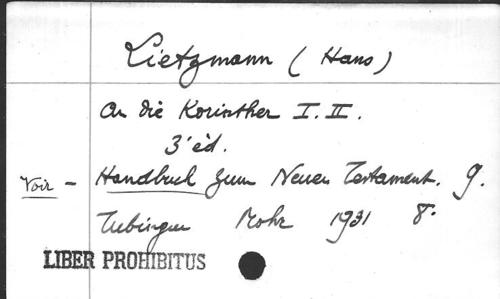 Lietzmann (Hans)
An die Korinther I. II.
3' éd.
Voir - Handbuch zum Neuen Testament. 9.
Tubingen Mohr 1931 8°
LIBER PROHIBITUS